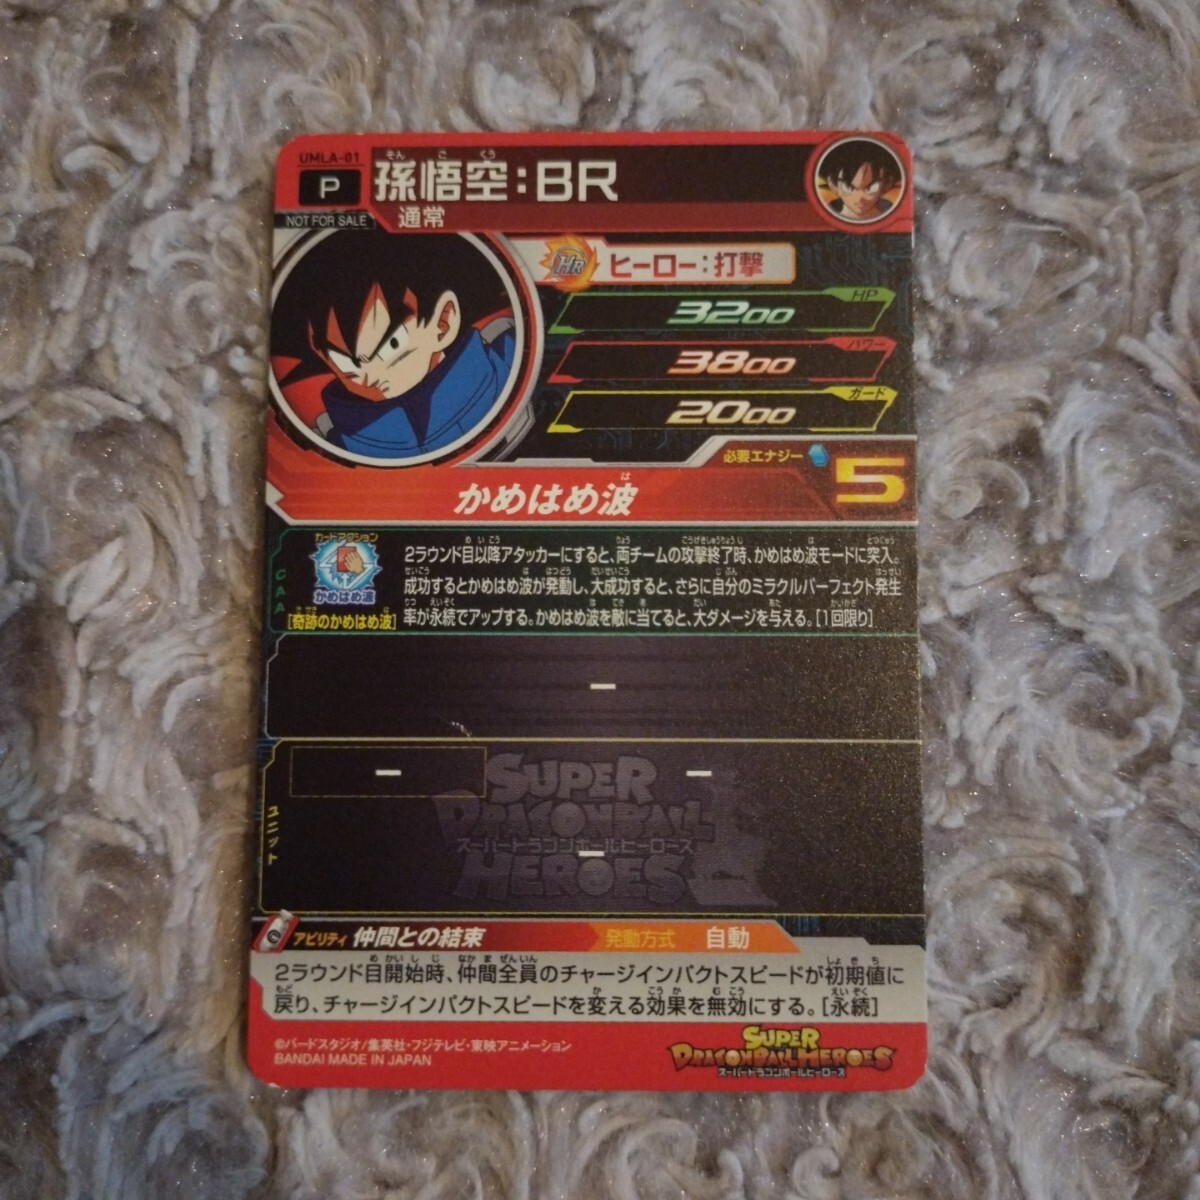 UMLA-01
P
NOT FOR SALE
孫悟空:BR
そん ご くう
通常
HR
ヒーロー:打撃
HP
3200
パワー
3800
ガード
2000
必要エナジー
5
かめはめ波
は
CAA
カードアクション
かめはめ波
[奇跡のかめはめ波]
2ラウンド目以降アタッカーにすると、両チームの攻撃終了時、かめはめ波モードに突入。
成功するとかめはめ波が発動し、大成功すると、さらに自分のミラクルパーフェクト発生
率が永続でアップする。かめはめ波を敵に当てると、大ダメージを与える。[1回限り]
ー
ユニット
ー
ー
ー
SUPER
DRAGONBALL
スーパードラゴンボールヒーローズ
HEROES
アビリティ 仲間との結束
発動方式 自動
2ラウンド目開始時、仲間全員のチャージインパクトスピードが初期値に
戻り、チャージインパクトスピードを変える効果を無効にする。[永続]
©バードスタジオ/集英社・フジテレビ・東映アニメーション
BANDAI MADE IN JAPAN
SUPER
DRAGONBALL HEROES
スーパードラゴンボールヒーローズ